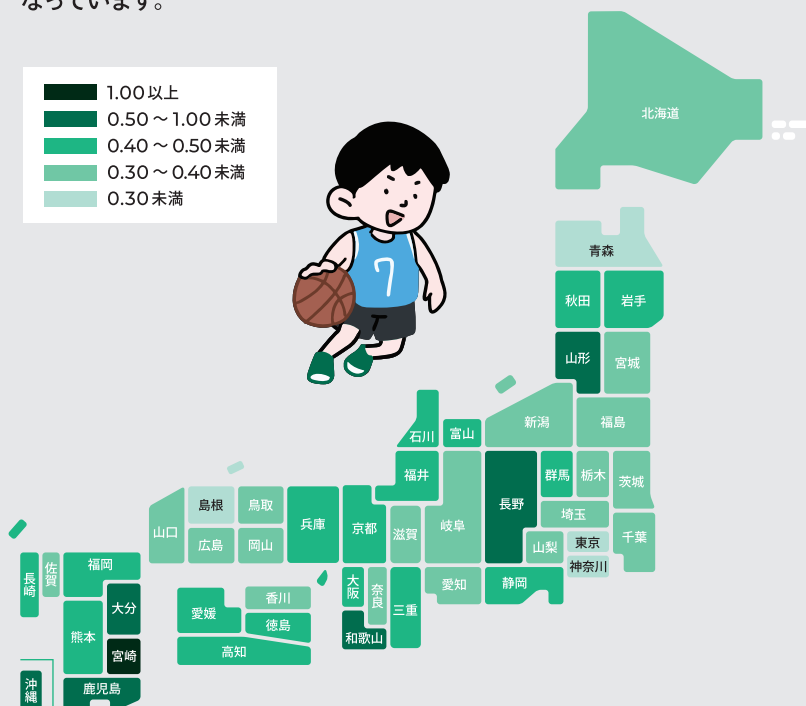 なっています。
1.00以上
0.50～1.00未満
0.40～0.50未満
0.30～0.40未満
0.30未満
7
北海道
青森
秋田
岩手
山形
宮城
新潟
福島
石川
富山
福井
長野
群馬
栃木
茨城
岐阜
埼玉
山梨
東京
千葉
神奈川
山口
島根
鳥取
兵庫
京都
滋賀
広島
岡山
愛知
静岡
大阪
奈良
三重
和歌山
香川
愛媛
徳島
高知
長崎
佐賀
福岡
大分
熊本
宮崎
鹿児島
沖縄